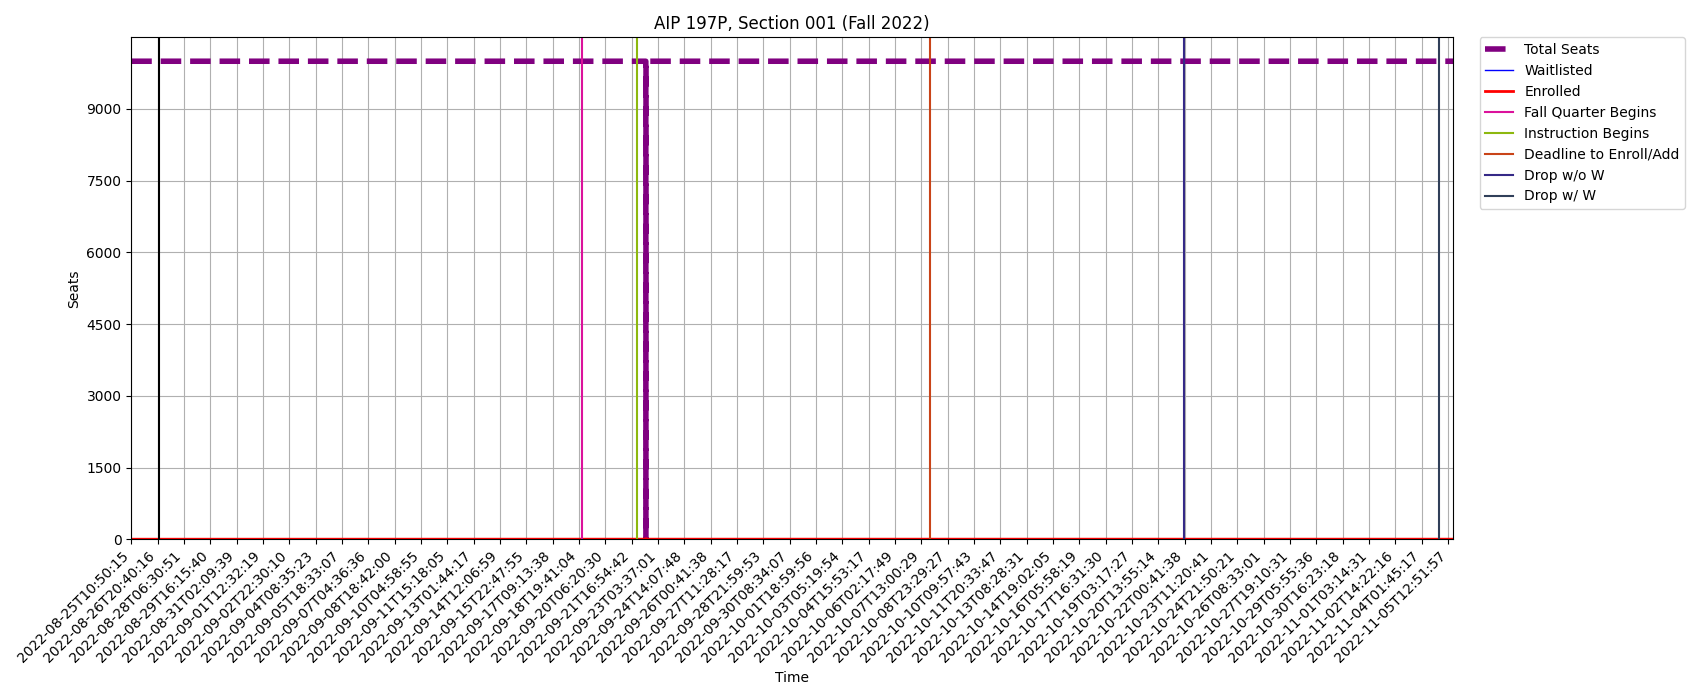 AIP 197P, Section 001 (Fall 2022)
Total Seats
Waitlisted
Enrolled
Fall Quarter Begins
Instruction Begins
Deadline to Enroll/Add
Drop w/o W
Drop w/ W
Seats
9000
7500
6000
4500
3000
1500
0
2022-08-25T10:50:15
2022-08-26T20:40:16
2022-08-28T06:30:51
2022-08-29T16:15:40
2022-08-31T02:09:39
2022-09-01T12:32:19
2022-09-02T22:30:10
2022-09-04T08:35:23
2022-09-05T18:33:07
2022-09-07T04:36:36
2022-09-08T18:42:00
2022-09-10T04:58:55
2022-09-11T15:18:05
2022-09-13T01:44:17
2022-09-14T12:06:59
2022-09-15T22:47:55
2022-09-17T09:13:38
2022-09-18T19:41:04
2022-09-20T06:20:30
2022-09-21T16:54:42
2022-09-23T03:37:01
2022-09-24T14:07:48
2022-09-26T00:41:38
2022-09-27T11:28:17
2022-09-28T21:59:53
2022-09-30T08:34:07
2022-10-01T18:59:56
2022-10-03T05:19:54
2022-10-04T15:53:17
2022-10-06T02:17:49
2022-10-07T13:00:29
2022-10-08T23:29:27
2022-10-10T09:57:43
2022-10-11T20:33:47
2022-10-13T08:28:31
2022-10-14T19:02:05
2022-10-16T05:58:19
2022-10-17T16:31:30
2022-10-19T03:17:27
2022-10-20T13:55:14
2022-10-22T00:41:38
2022-10-23T11:20:41
2022-10-24T21:50:21
2022-10-26T08:33:01
2022-10-27T19:10:31
2022-10-29T05:55:36
2022-10-30T16:23:18
2022-11-01T03:14:31
2022-11-02T14:22:16
2022-11-04T01:45:17
2022-11-05T12:51:57
Time